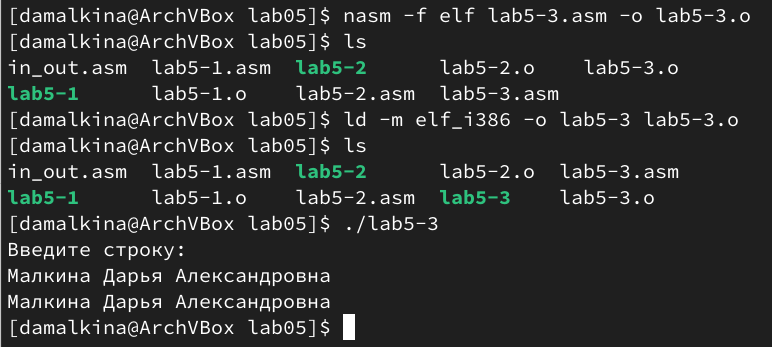 [damalkina@ArchVBox lab05]$ nasm -f elf lab5-3.asm -o lab5-3.o
[damalkina@ArchVBox lab05]$ ls
in_out.asm  lab5-1.asm  lab5-2      lab5-2.o    lab5-3.o
lab5-1      lab5-1.o    lab5-2.asm  lab5-3.asm
[damalkina@ArchVBox lab05]$ ld -m elf_i386 -o lab5-3 lab5-3.o
[damalkina@ArchVBox lab05]$ ls
in_out.asm  lab5-1.asm  lab5-2      lab5-2.o  lab5-3.asm
lab5-1      lab5-1.o    lab5-2.asm  lab5-3    lab5-3.o
[damalkina@ArchVBox lab05]$ ./lab5-3
Введите строку:
Малкина Дарья Александровна
Малкина Дарья Александровна
[damalkina@ArchVBox lab05]$